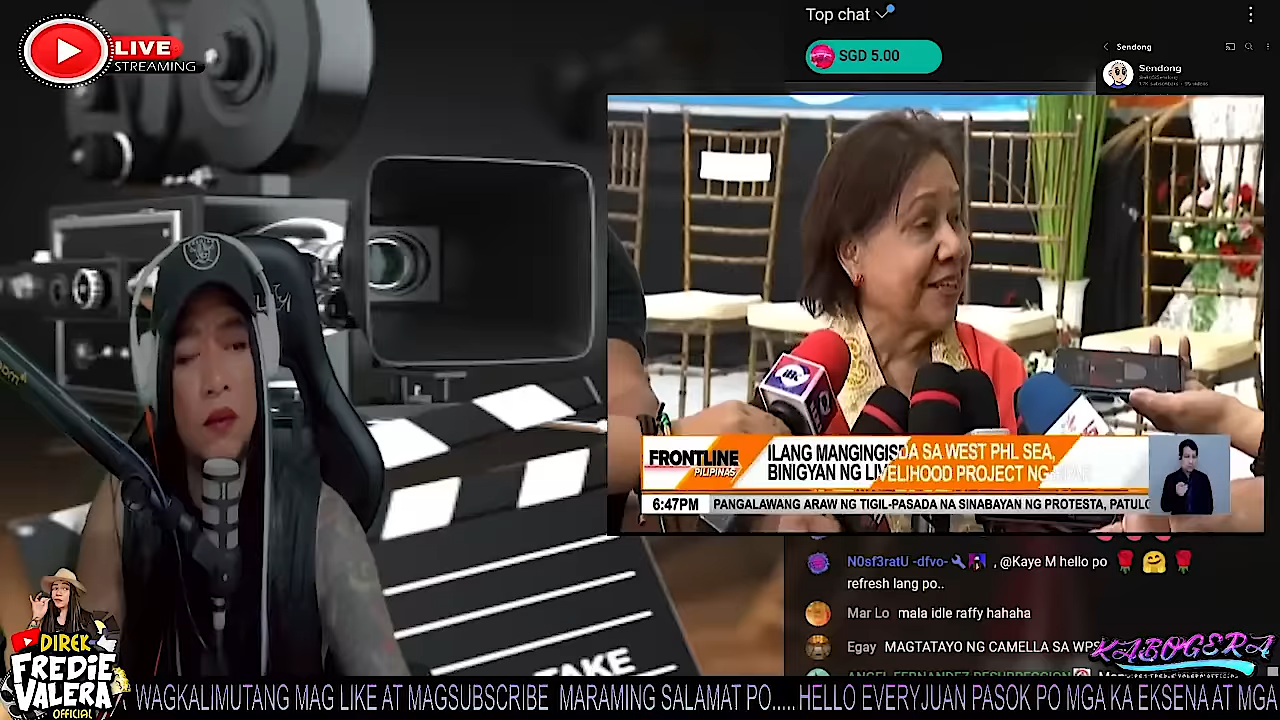 LIVE
STREAMING
Top chat
SGD 5.00
Sendong
Sendong
FRONTLINE
PILIPINAS
ILANG MANGINGISDA SA WEST PHL SEA,
BINIGYAN NG LIVELIHOOD PROJECT NG
6:47PM PANGALAWANG ARAW NG TIGIL-PASADA NA SINABAYAN NG PROTESTA, PATULO
N0sf3ratU -dfvo- , @Kaye M hello po
refresh lang po..
Mar Lo mala idle raffy hahaha
Egay MAGTATAYO NG CAMELLA SA WPS
KABOGERA
ANGEL FERNANDEZ RESURRECCION
DIREK
FREDIE
VALERA
OFFICIAL
WAGKALIMUTANG MAG LIKE AT MAGSUBSCRIBE MARAMING SALAMAT PO.....HELLO EVERYJUAN PASOK PO MGA KA EKSENA AT MGA
TAKE